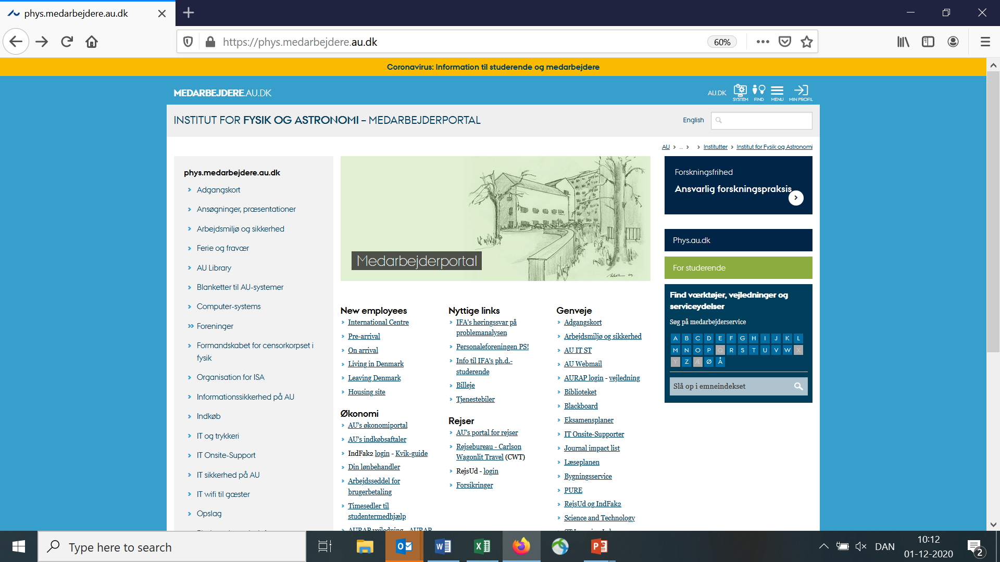 phys.medarbejdere.au.dk
https://phys.medarbejdere.au.dk
60%
Coronavirus: Information til studerende og medarbejdere
MEDARBEJDERE.AU.DK
AU.DK
SYSTEM
FIND
MENU
MIN PROFIL
INSTITUT FOR FYSIK OG ASTRONOMI – MEDARBEJDERPORTAL
English
AU › ... › › Institutter › Institut for Fysik og Astronomi
phys.medarbejdere.au.dk
Adgangskort
Ansøgninger, præsentationer
Arbejdsmiljø og sikkerhed
Ferie og fravær
AU Library
Blanketter til AU-systemer
Computer-systems
Foreninger
Formandskabet for censorkorpset i
fysik
Organisation for ISA
Informationssikkerhed på AU
Indkøb
IT og trykkeri
IT Onsite-Support
IT sikkerhed på AU
IT wifi til gæster
Opslag
Medarbejderportal
New employees
International Centre
Pre-arrival
On arrival
Living in Denmark
Leaving Denmark
Housing site
Økonomi
AU's økonomiportal
AU's indkøbsaftaler
IndFak2 login - Kvik-guide
Din lønbehandler
Arbejdsseddel for
brugerbetaling
Timesedler til
studentermedhjælp
AURAP vejledning - AURAP
Nyttige links
IFA's høringssvar på
problemanalysen
Personaleforeningen PS!
Info til IFA's ph.d.-
studerende
Billeje
Tjenestebiler
Rejser
AU's portal for rejser
Rejsebureau - Carlson
Wagonlit Travel (CWT)
RejsUd - login
Forsikringer
Genveje
Adgangskort
Arbejdsmiljø og sikkerhed
AU IT ST
AU Webmail
AURAP login - vejledning
Biblioteket
Blackboard
Eksamensplaner
IT Onsite-Supporter
Journal impact list
Læseplanen
Bygningsservice
PURE
RejsUd og IndFak2
Science and Technology
Forskningsfrihed
Ansvarlig forskningspraksis
Phys.au.dk
For studerende
Find værktøjer, vejledninger og
serviceydelser
Søg på medarbejderservice
A B C D E F G H I J K L
M N O P Q R S T U V W X
Y Z Æ Ø Å
Slå op i emneindekset
Type here to search
DAN
10:12
01-12-2020
2